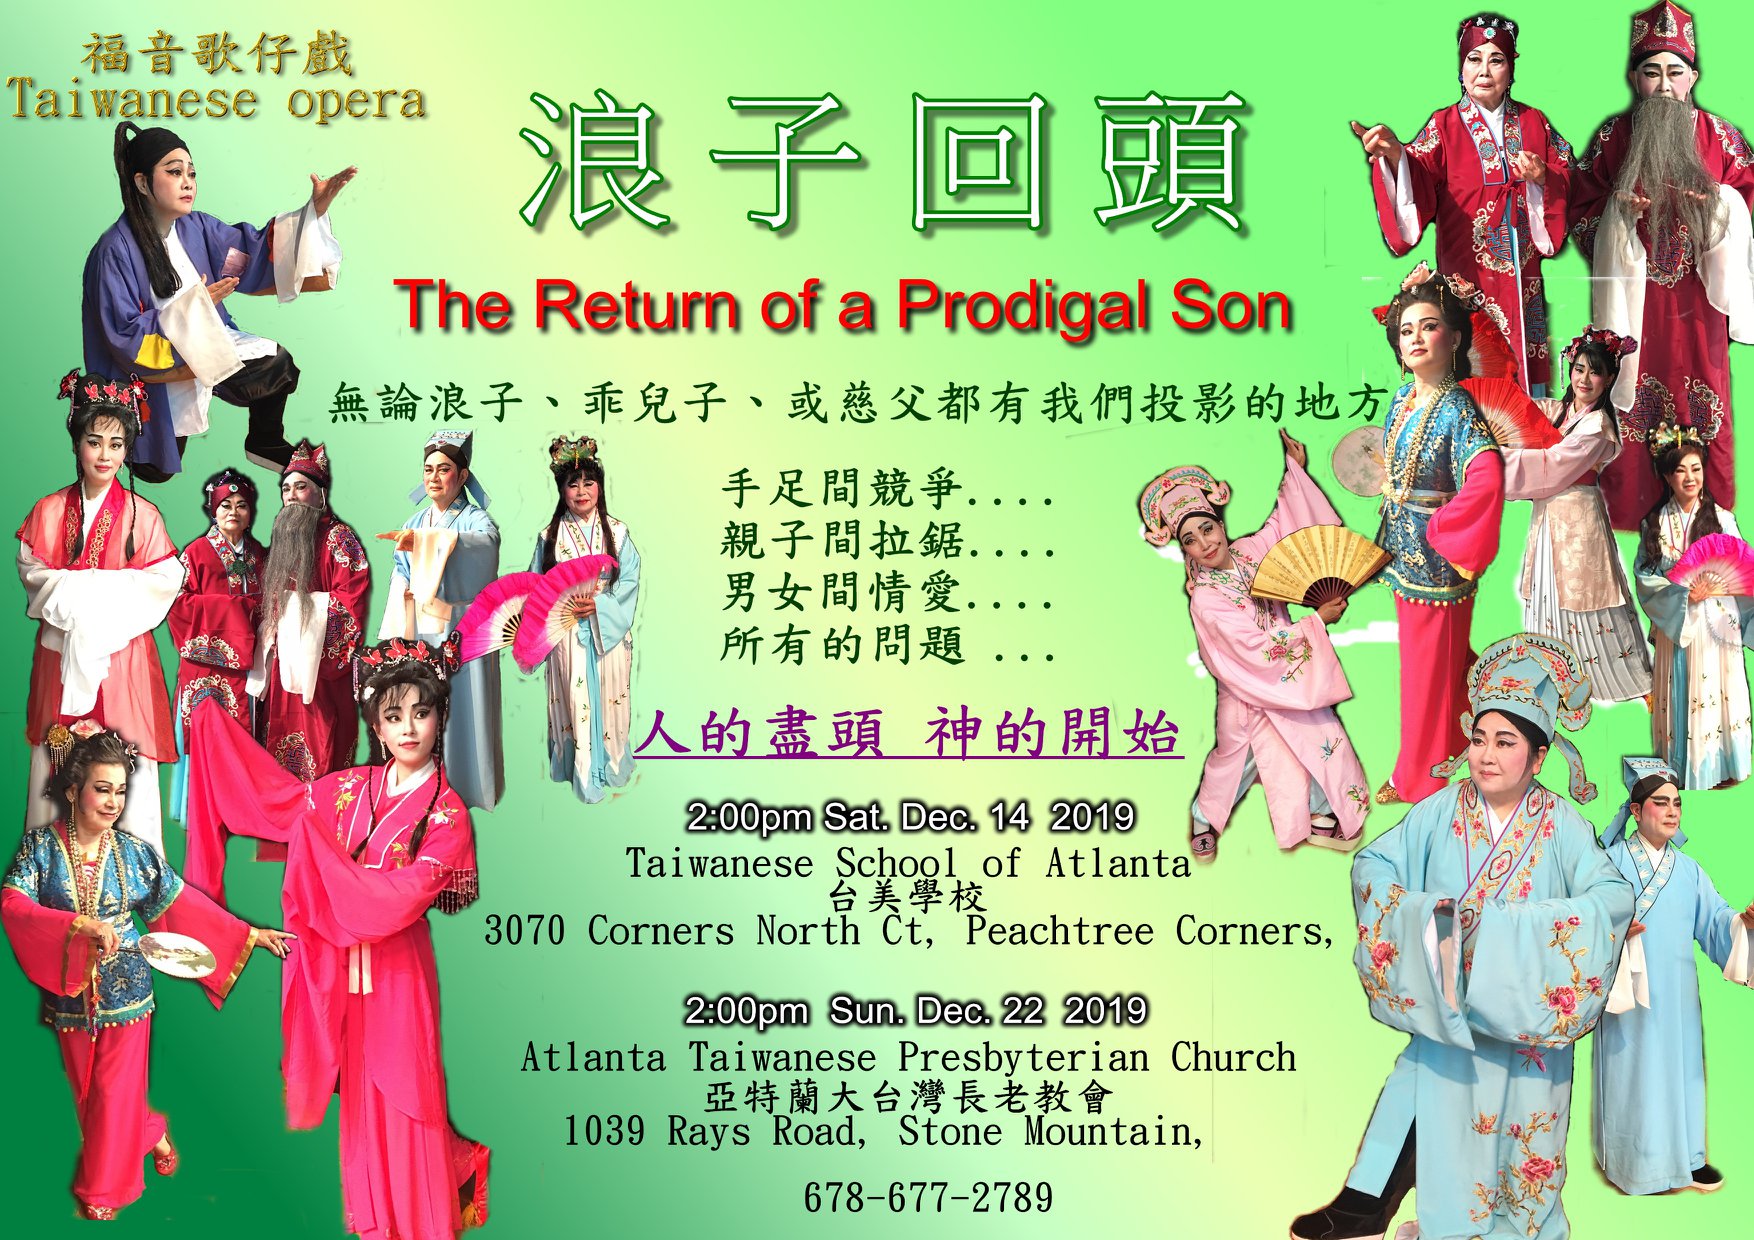 福音歌仔戲
Taiwanese opera
浪子回頭
The Return of a Prodigal Son
無論浪子、乖兒子、或慈父都有我們投影的地方
手足間競爭....
親子間拉鋸....
男女間情愛....
所有的問題 ...
人的盡頭 神的開始
2:00pm Sat. Dec. 14 2019
Taiwanese School of Atlanta
台美學校
3070 Corners North Ct, Peachtree Corners,
2:00pm Sun. Dec. 22 2019
Atlanta Taiwanese Presbyterian Church
亞特蘭大台灣長老教會
1039 Rays Road, Stone Mountain,
678-677-2789